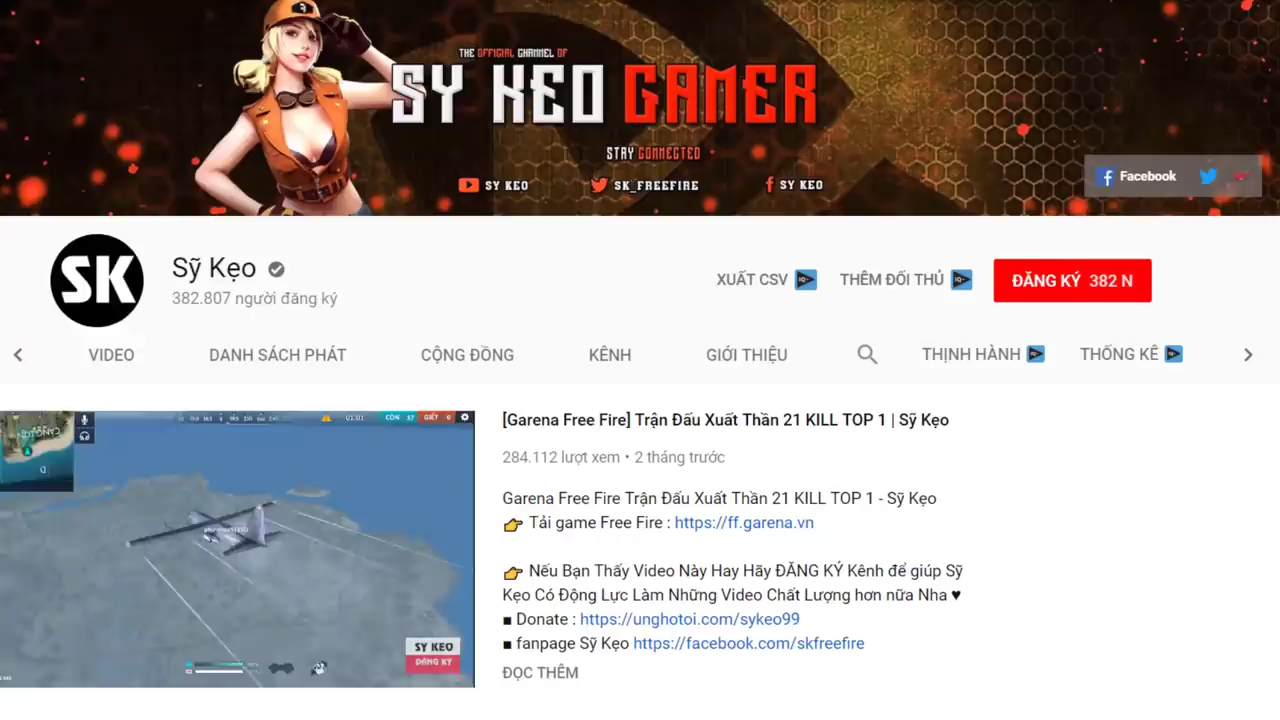 THE OFFICIAL CHANNEL OF
SY KEO GAMER
STAY CONNECTED
SY KEO
SK_FREEFIRE
SY KEO
Facebook
SK
Sỹ Kẹo
382.807 người đăng ký
XUẤT CSV
THÊM ĐỐI THỦ
ĐĂNG KÝ 382 N
VIDEO
DANH SÁCH PHÁT
CỘNG ĐỒNG
KÊNH
GIỚI THIỆU
THỊNH HÀNH
THỐNG KÊ
01:01
CÒN 17
GIẾT 0
SY KEO
ĐĂNG KÝ
[Garena Free Fire] Trận Đấu Xuất Thần 21 KILL TOP 1 | Sỹ Kẹo
284.112 lượt xem • 2 tháng trước
Garena Free Fire Trận Đấu Xuất Thần 21 KILL TOP 1 - Sỹ Kẹo
👉 Tải game Free Fire : https://ff.garena.vn
👉 Nếu Bạn Thấy Video Này Hay Hãy ĐĂNG KÝ Kênh để giúp Sỹ
Kẹo Có Động Lực Làm Những Video Chất Lượng hơn nữa Nha ♥
■ Donate : https://unghotoi.com/sykeo99
■ fanpage Sỹ Kẹo https://facebook.com/skfreefire
ĐỌC THÊM